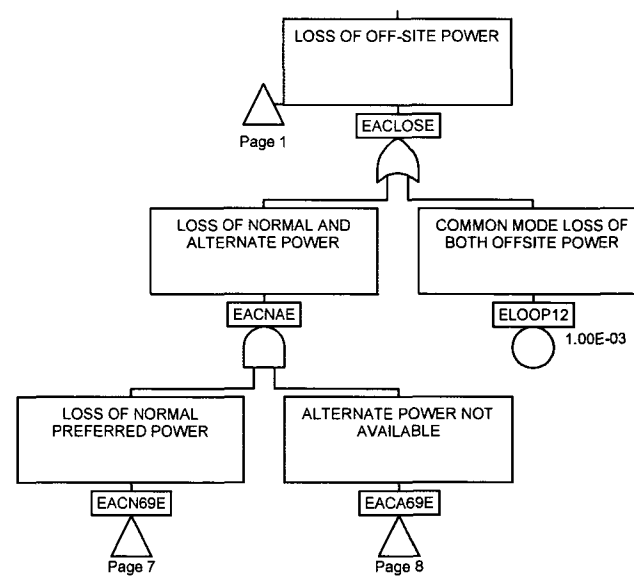 LOSS OF OFF-SITE POWER
Page 1
EACLOSE
LOSS OF NORMAL AND
ALTERNATE POWER
COMMON MODE LOSS OF
BOTH OFFSITE POWER
EACNAE
ELOOP12
1.00E-03
LOSS OF NORMAL
PREFERRED POWER
ALTERNATE POWER NOT
AVAILABLE
EACN69E
EACA69E
Page 7
Page 8